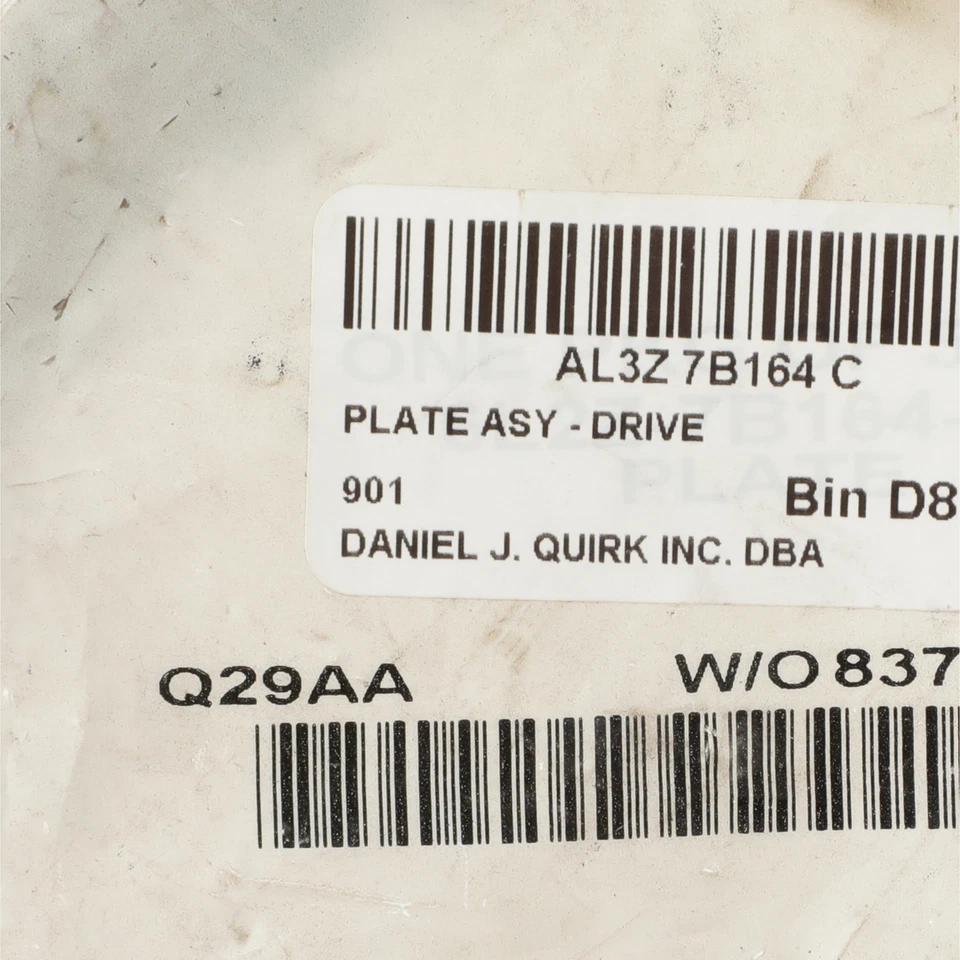 AL3Z 7B164 C
PLATE ASY - DRIVE
901
Bin D8
DANIEL J. QUIRK INC. DBA
Q29AA
W/O 837